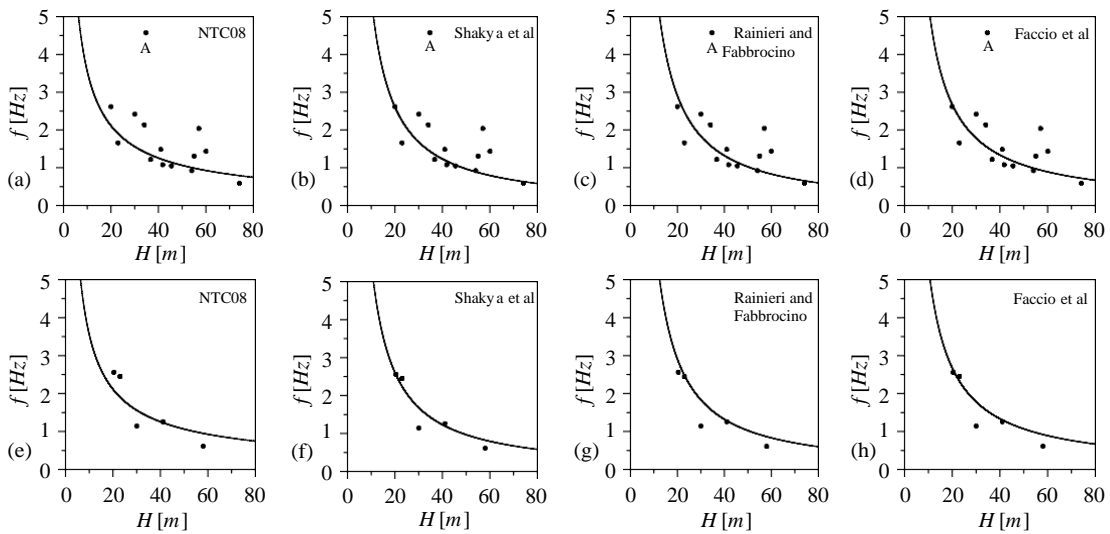 5
4
3
2
1
0
f [Hz]
NTC08
A
(a)
0 20 40 60 80
H [m]
5
4
3
2
1
0
f [Hz]
Shakya et al
A
(b)
0 20 40 60 80
H [m]
5
4
3
2
1
0
f [Hz]
Rainieri and
A Fabbrocino
(c)
0 20 40 60 80
H [m]
5
4
3
2
1
0
f [Hz]
Faccio et al
A
(d)
0 20 40 60 80
H [m]
5
4
3
2
1
0
f [Hz]
NTC08
(e)
0 20 40 60 80
H [m]
5
4
3
2
1
0
f [Hz]
Shakya et al
(f)
0 20 40 60 80
H [m]
5
4
3
2
1
0
f [Hz]
Rainieri and
Fabbrocino
(g)
0 20 40 60 80
H [m]
5
4
3
2
1
0
f [Hz]
Faccio et al
(h)
0 20 40 60 80
H [m]